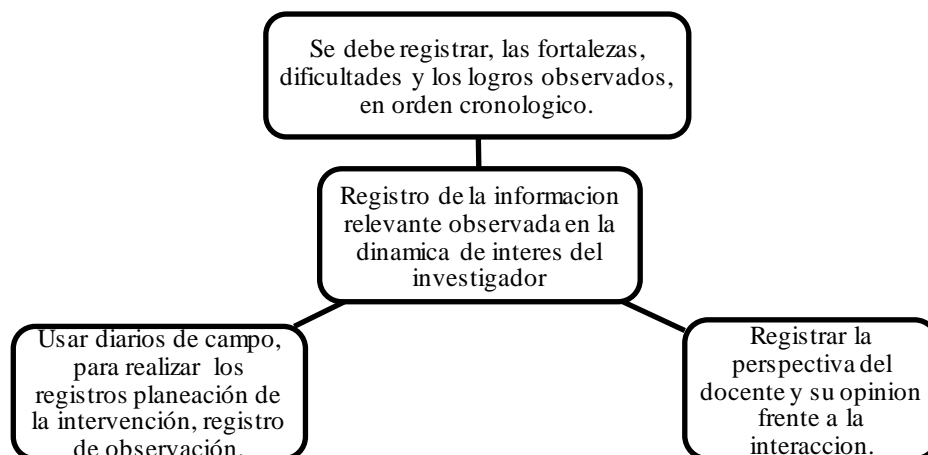 Se debe registrar, las fortalezas,
dificultades y los logros observados,
en orden cronologico.
Registro de la informacion
relevante observada en la
dinamica de interes del
investigador
Usar diarios de campo,
para realizar los
registros planeación de
la intervención, registro
de observación.
Registrar la
perspectiva del
docente y su opinion
frente a la
interaccion.